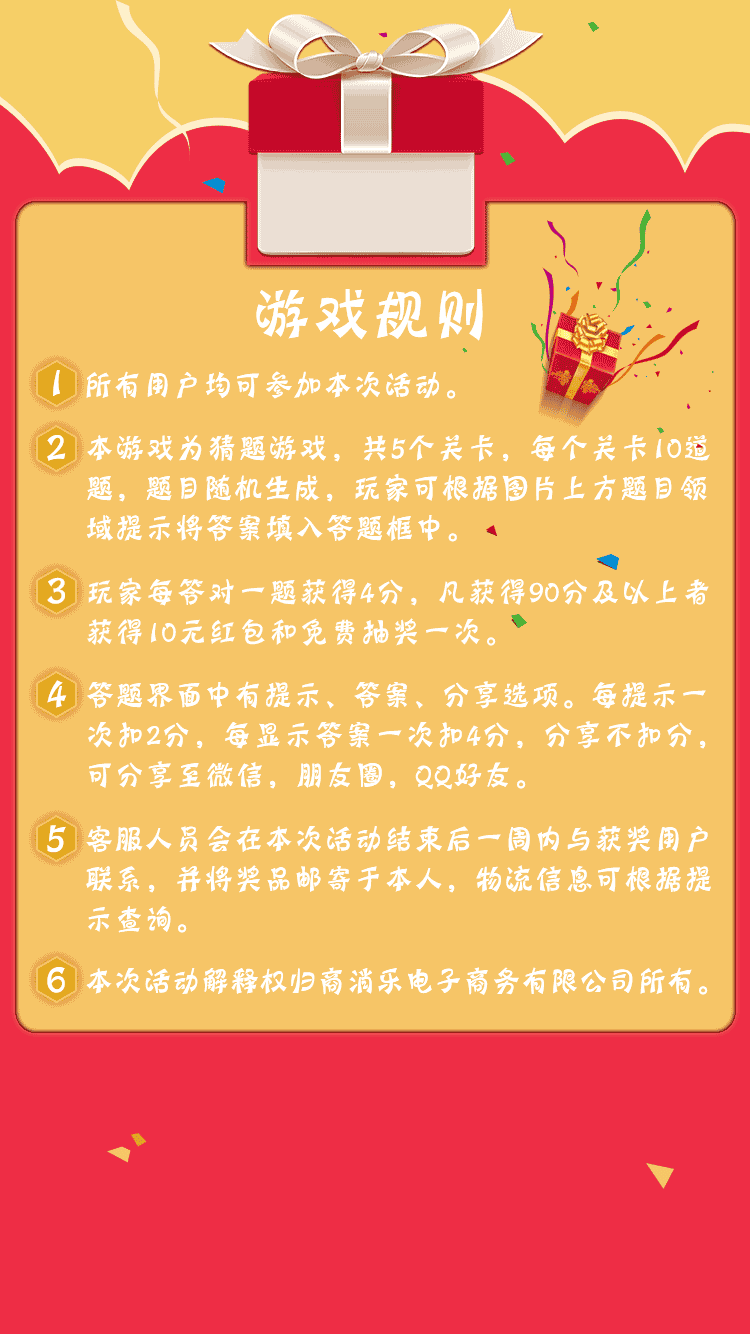 游戏规则
1 所有用户均可参加本次活动。
2 本游戏为猜题游戏，共5个关卡，每个关卡10道
题，题目随机生成，玩家可根据图片上方题目领
域提示将答案填入答题框中。
3 玩家每答对一题获得4分，凡获得90分及以上者
获得10元红包和免费抽奖一次。
4 答题界面中有提示、答案、分享选项。每提示一
次扣2分，每显示答案一次扣4分，分享不扣分，
可分享至微信，朋友圈，QQ好友。
5 客服人员会在本次活动结束后一周内与获奖用户
联系，并将奖品邮寄于本人，物流信息可根据提
示查询。
6 本次活动解释权归商消乐电子商务有限公司所有。